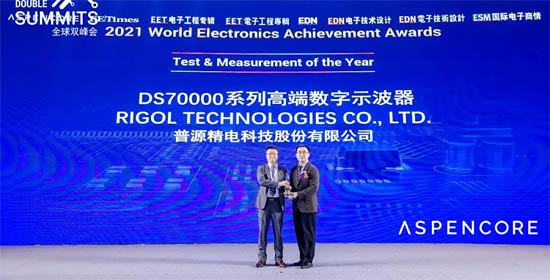 DOUBLE
SUMMITS
全球双峰会
EETimes EET电子工程专辑 EET電子工程專輯 EDN EDN电子技术设计 EDN電子技術設計 ESM国际电子商情
2021 World Electronics Achievement Awards
Test & Measurement of the Year
DS70000系列高端数字示波器
RIGOL TECHNOLOGIES CO., LTD.
普源精电科技股份有限公司
ASPENCORE